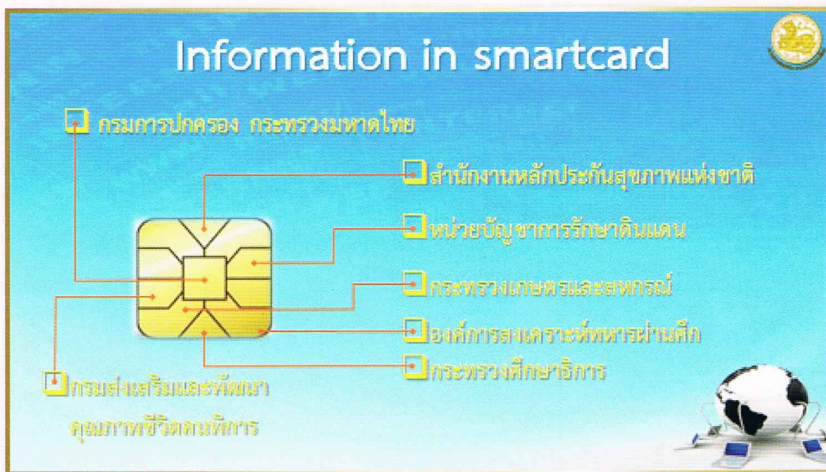 Information in smartcard
กรมการปกครอง กระทรวงมหาดไทย
สำนักงานหลักประกันสุขภาพแห่งชาติ
หน่วยบัญชาการรักษาดินแดน
กระทรวงเกษตรและสหกรณ์
องค์การสงเคราะห์ทหารผ่านศึก
กระทรวงศึกษาธิการ
กรมส่งเสริมและพัฒนา
คุณภาพชีวิตคนพิการ